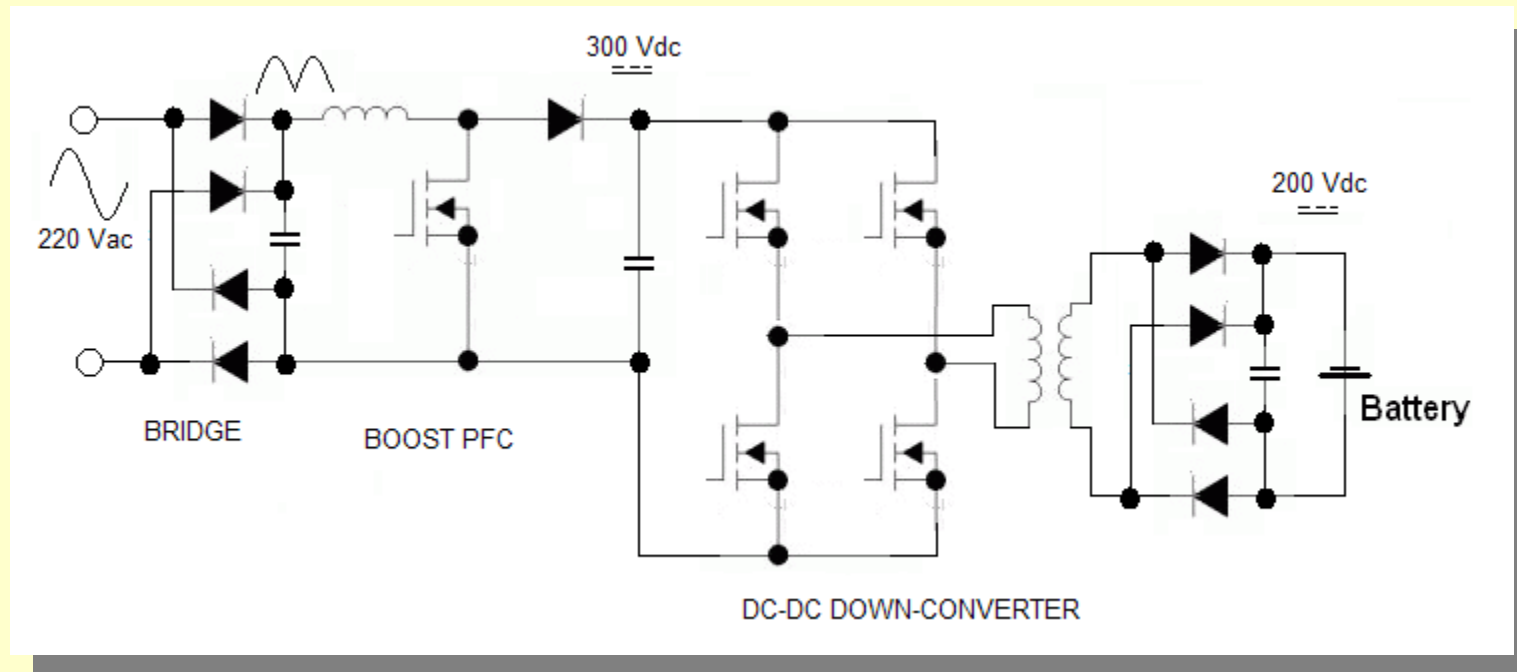 300 Vdc
200 Vdc
220 Vac
Battery
BRIDGE
BOOST PFC
DC-DC DOWN-CONVERTER